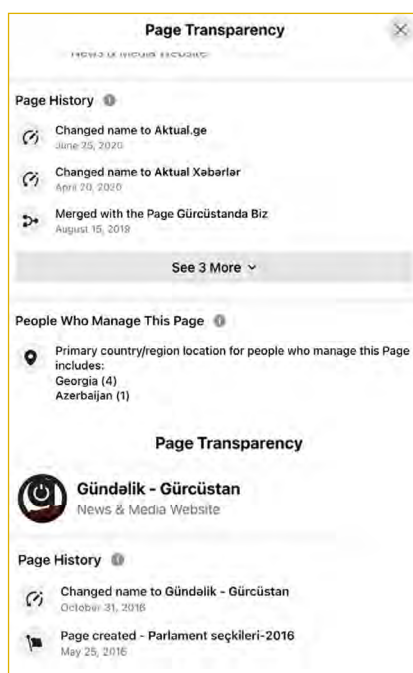 Page Transparency
News & Media Website
Page History
Changed name to Aktual.ge
June 25, 2020
Changed name to Aktual Xəbərlər
April 20, 2020
Merged with the Page Gürcüstanda Biz
August 15, 2019
See 3 More
People Who Manage This Page
Primary country/region location for people who manage this Page
includes:
Georgia (4)
Azerbaijan (1)
Page Transparency
Gündəlik - Gürcüstan
News & Media Website
Page History
Changed name to Gündəlik - Gürcüstan
October 31, 2016
Page created - Parlament seçkileri-2016
May 25, 2016